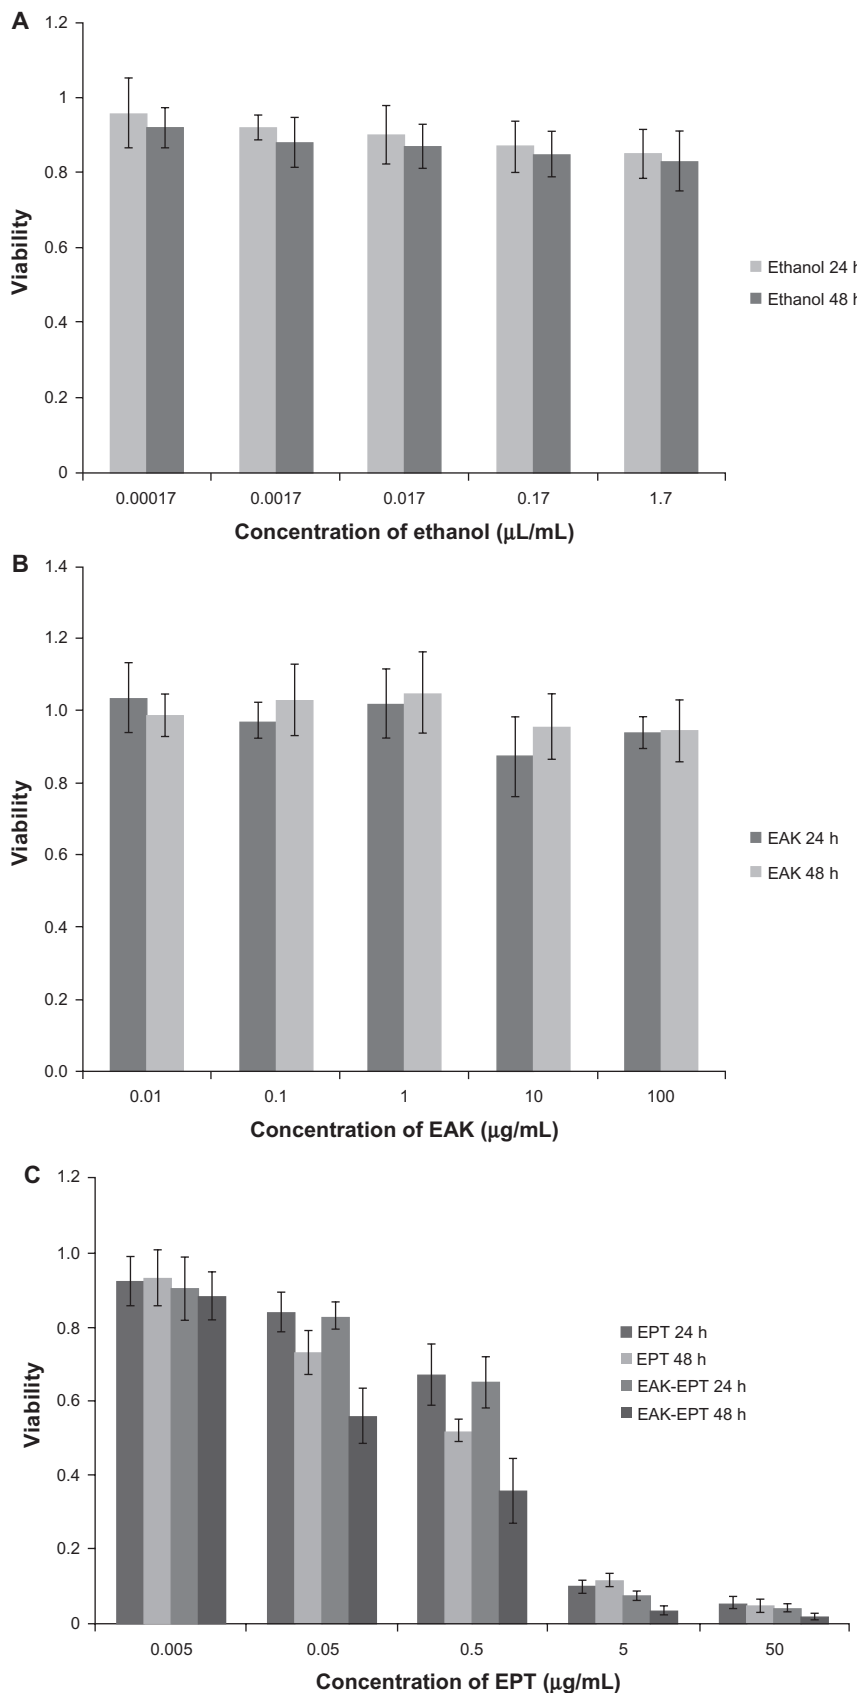 A
1.2
1
0.8
0.6
0.4
0.2
0
Viability
Ethanol 24 h
Ethanol 48 h
0.00017 0.0017 0.017 0.17 1.7
Concentration of ethanol (μL/mL)
B
1.4
1.2
1.0
0.8
0.6
0.4
0.2
0.0
Viability
EAK 24 h
EAK 48 h
0.01 0.1 1 10 100
Concentration of EAK (μg/mL)
C
1.2
1.0
0.8
0.6
0.4
0.2
0
Viability
EPT 24 h
EPT 48 h
EAK-EPT 24 h
EAK-EPT 48 h
0.005 0.05 0.5 5 50
Concentration of EPT (μg/mL)